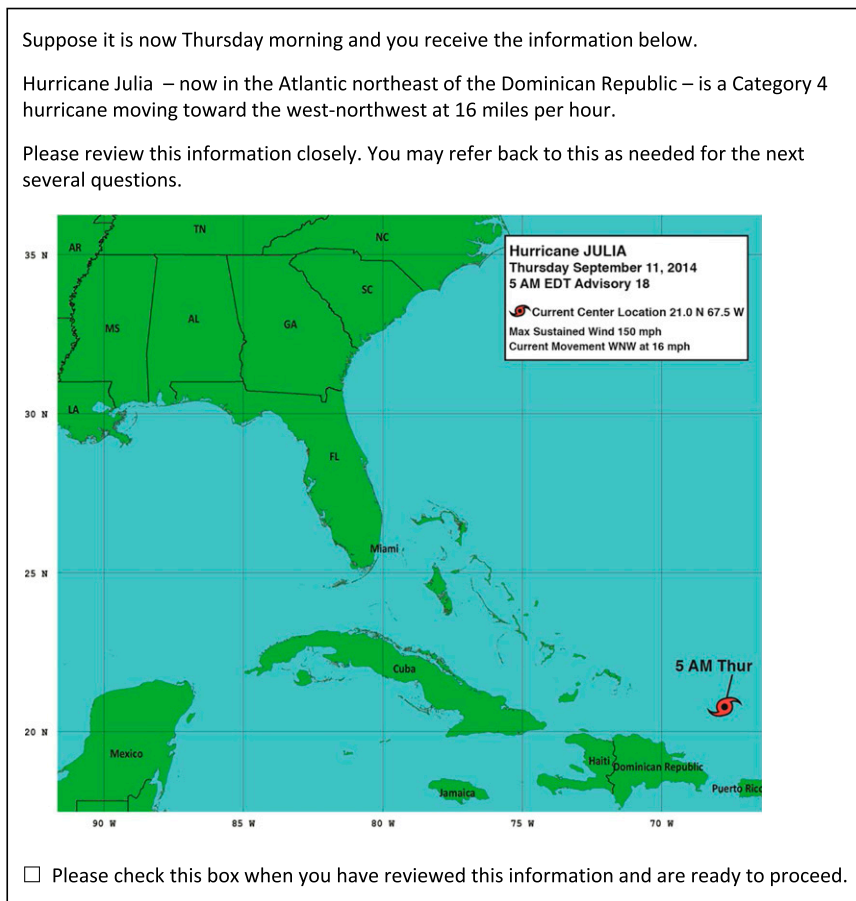 Suppose it is now Thursday morning and you receive the information below.
Hurricane Julia – now in the Atlantic northeast of the Dominican Republic – is a Category 4
hurricane moving toward the west-northwest at 16 miles per hour.
Please review this information closely. You may refer back to this as needed for the next
several questions.
TN
NC
AR
35 N
Hurricane JULIA
Thursday September 11, 2014
5 AM EDT Advisory 18
Current Center Location 21.0 N 67.5 W
Max Sustained Wind 150 mph
Current Movement WNW at 16 mph
SC
MS
AL
GA
LA
30 N
FL
Miami
25 N
5 AM Thur
Cuba
20 N
Mexico
Haiti
Dominican Republic
Jamaica
Puerto Rico
90 W
85 W
80 W
75 W
70 W
☐ Please check this box when you have reviewed this information and are ready to proceed.